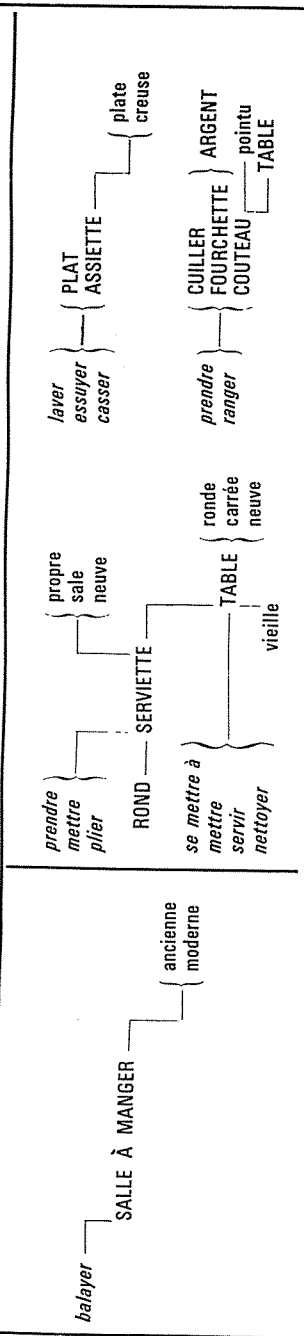 balayer
SALLE À MANGER
ancienne
moderne
prendre
mettre
plier
propre
sale
neuve
ROND
SERVIETTE
se mettre à
mettre
servir
nettoyer
TABLE
ronde
carrée
neuve
vieille
laver
essuyer
casser
PLAT
ASSIETTE
plate
creuse
prendre
ranger
CUILLER
FOURCHETTE
COUTEAU
ARGENT
pointu
TABLE